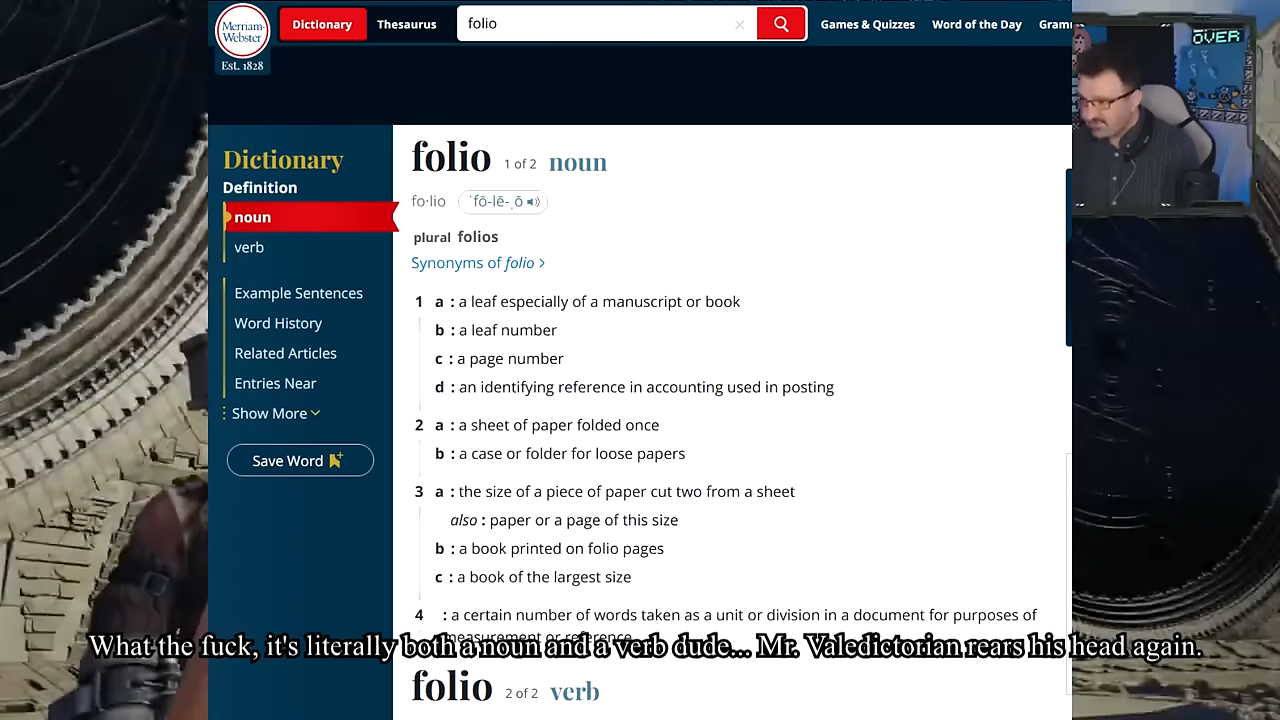 Merriam-
Webster
Est. 1828
Dictionary
Thesaurus
folio
Games & Quizzes
Word of the Day
Gram
OVER
Dictionary
Definition
noun
verb
Example Sentences
Word History
Related Articles
Entries Near
Show More
Save Word
folio 1 of 2 noun
fo·lio ˈfō-lē-ˌō
plural folios
Synonyms of folio
1 a : a leaf especially of a manuscript or book
b : a leaf number
c : a page number
d : an identifying reference in accounting used in posting
2 a : a sheet of paper folded once
b : a case or folder for loose papers
3 a : the size of a piece of paper cut two from a sheet
also : paper or a page of this size
b : a book printed on folio pages
c : a book of the largest size
4 : a certain number of words taken as a unit or division in a document for purposes of
measurement or reference
What the fuck, it's literally both a noun and a verb dude... Mr. Valedictorian rears his head again.
folio 2 of 2 verb